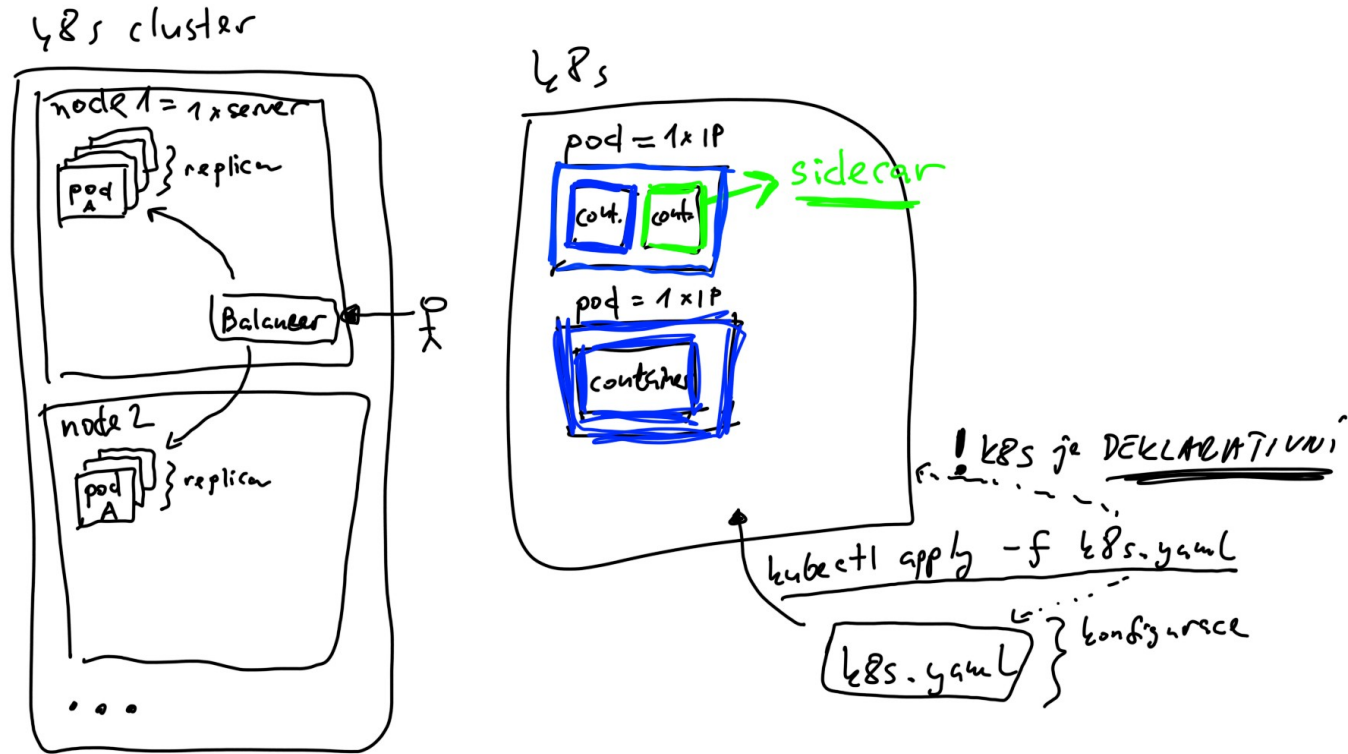 k8s cluster
node 1 = 1x server
pod
A
} replica
Balancer
node 2
pod
A
} replica
...
k8s
pod = 1x IP
cont.
cont.
sidecar
pod = 1x IP
container
! k8s je DEKLARATIVNÍ
kubectl apply -f k8s.yaml
k8s.yaml
} konfigurace